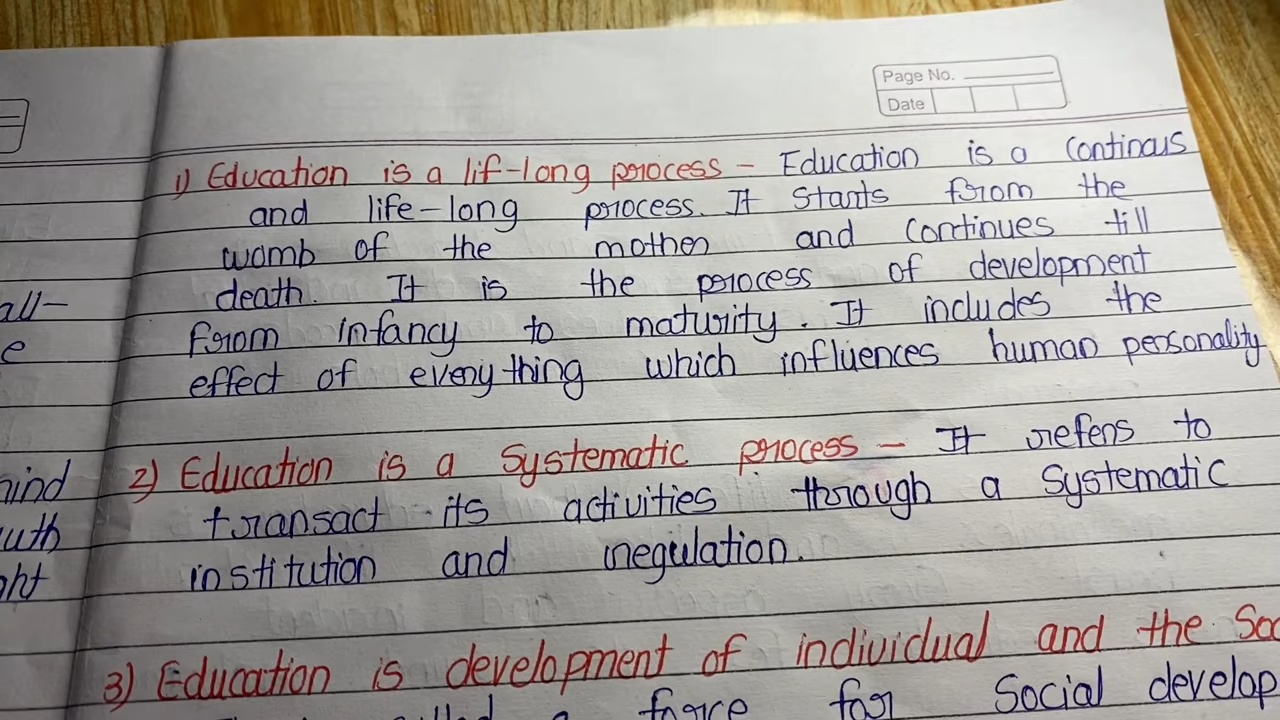 Page No.
Date
1) Education is a lif-long process - Education is a continous
and life-long process. It starts from the
womb of the mother and continues till
death. It is the process of development
from infancy to maturity. It includes the
effect of everything which influences human personality
2) Education is a systematic process - It refers to
transact its activities through a systematic
institution and regulation.
3) Education is development of individual and the
a force for social develop
all-
e